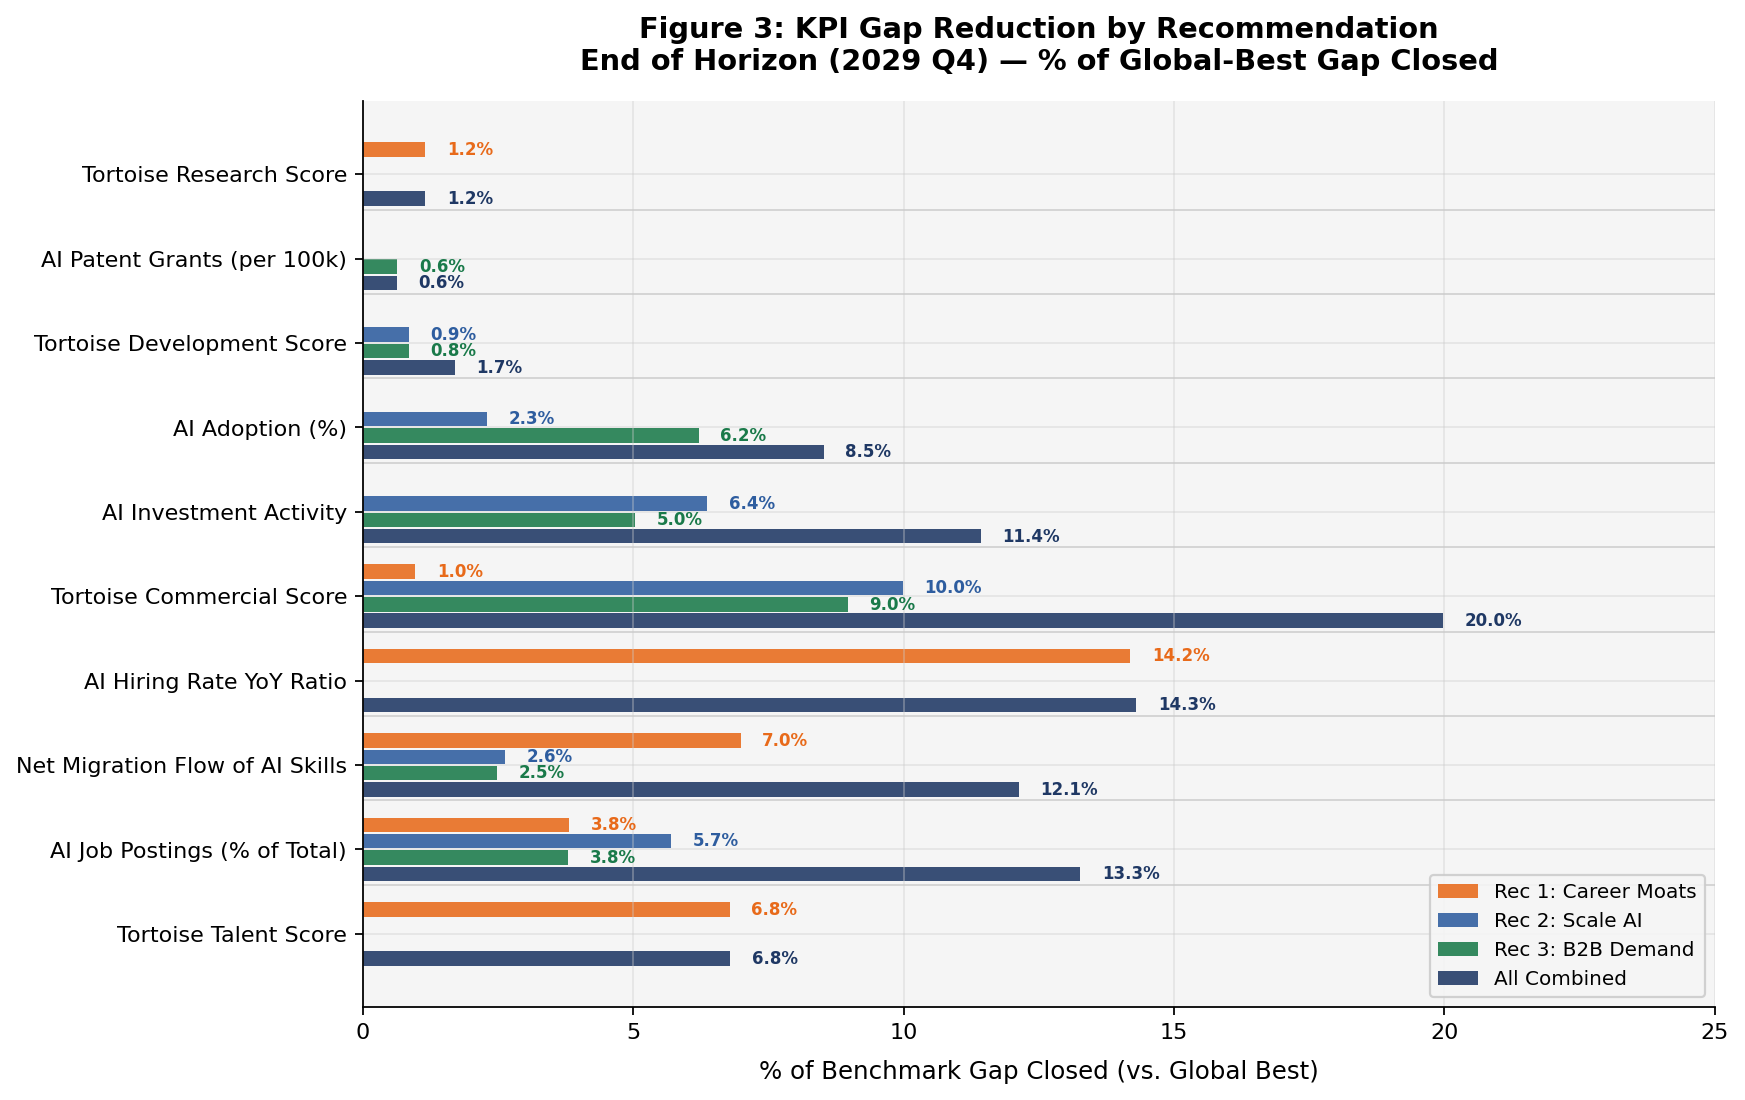 Figure 3: KPI Gap Reduction by Recommendation
End of Horizon (2029 Q4) — % of Global-Best Gap Closed
Tortoise Research Score
1.2%
1.2%
AI Patent Grants (per 100k)
0.6%
0.6%
Tortoise Development Score
0.9%
0.8%
1.7%
AI Adoption (%)
2.3%
6.2%
8.5%
AI Investment Activity
6.4%
5.0%
11.4%
Tortoise Commercial Score
1.0%
10.0%
9.0%
20.0%
AI Hiring Rate YoY Ratio
14.2%
14.3%
Net Migration Flow of AI Skills
7.0%
2.6%
2.5%
12.1%
AI Job Postings (% of Total)
3.8%
5.7%
3.8%
13.3%
Tortoise Talent Score
6.8%
6.8%
Rec 1: Career Moats
Rec 2: Scale AI
Rec 3: B2B Demand
All Combined
0 5 10 15 20 25
% of Benchmark Gap Closed (vs. Global Best)